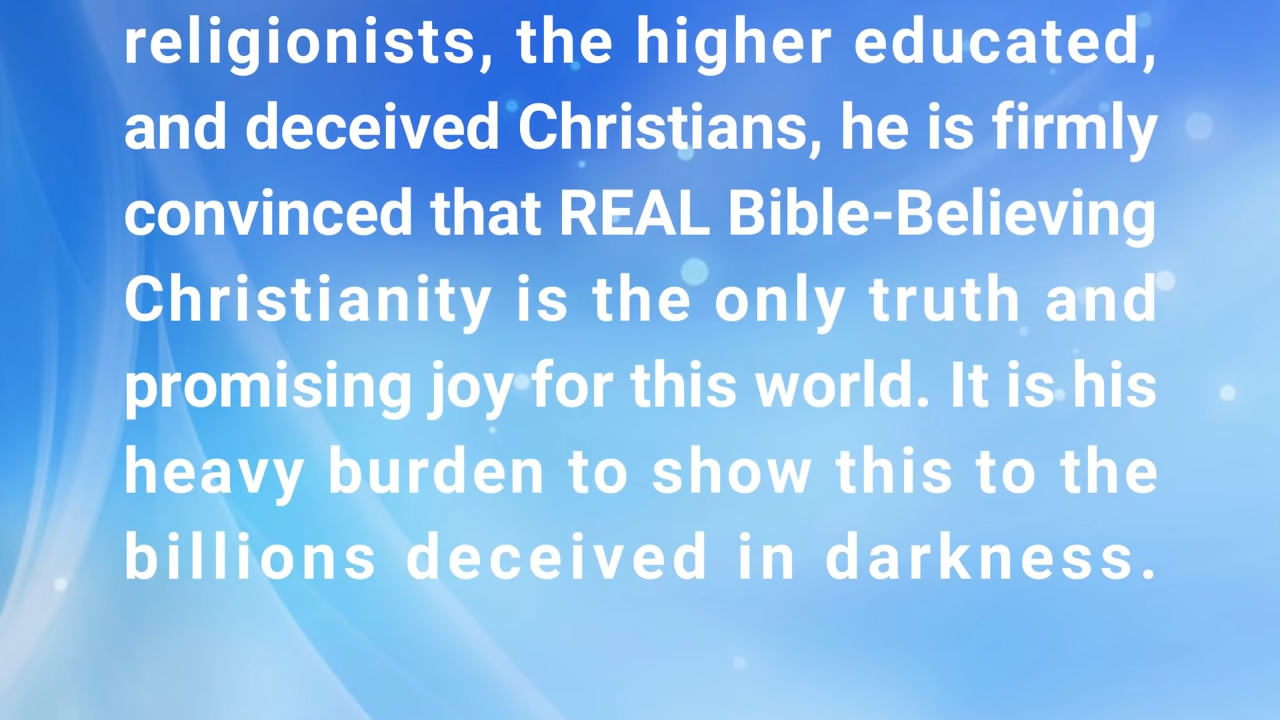 religionists, the higher educated,
and deceived Christians, he is firmly
convinced that REAL Bible-Believing
Christianity is the only truth and
promising joy for this world. It is his
heavy burden to show this to the
billions deceived in darkness.